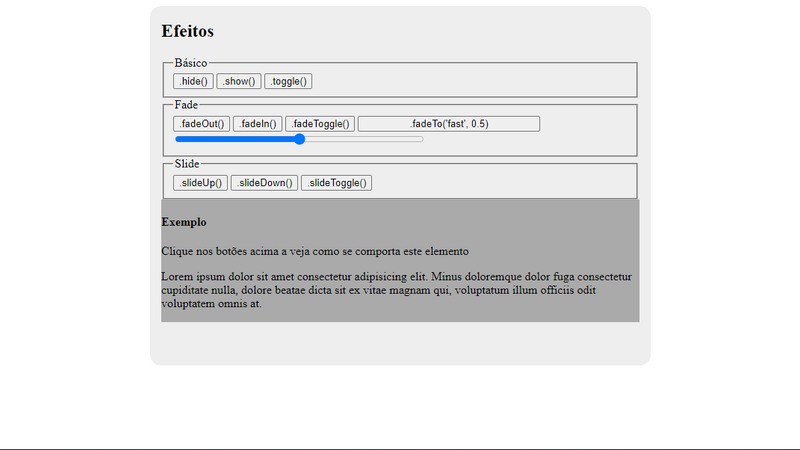 Efeitos
Básico
.hide() .show() .toggle()
Fade
.fadeOut() .fadeIn() .fadeToggle() .fadeTo('fast', 0.5)
Slide
.slideUp() .slideDown() .slideToggle()
Exemplo
Clique nos botões acima a veja como se comporta este elemento
Lorem ipsum dolor sit amet consectetur adipisicing elit. Minus doloremque dolor fuga consectetur
cupiditate nulla, dolore beatae dicta sit ex vitae magnam qui, voluptatum illum officiis odit
voluptatem omnis at.